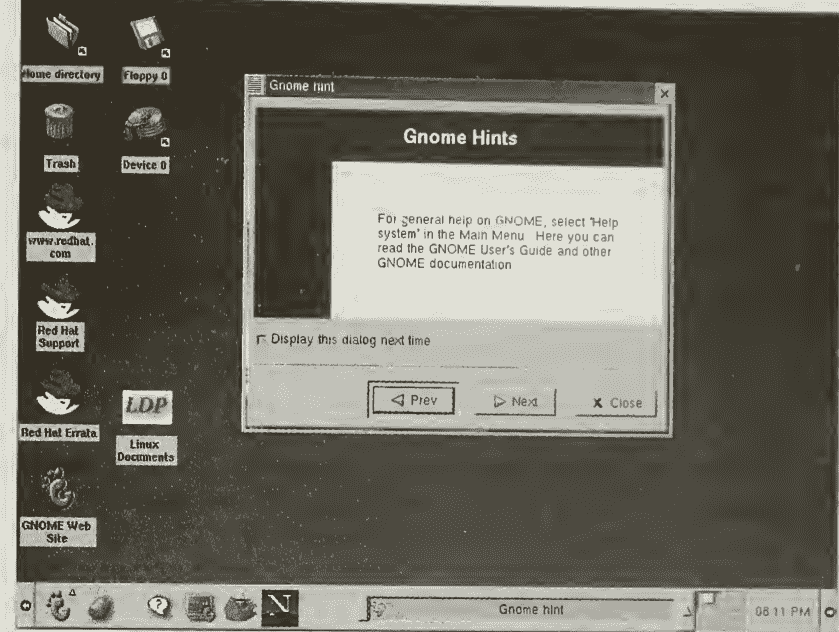 Home directory
Floppy 0
Trash
Device 0
www.redhat.
com
Red Hat
Support
Red Hat Errata
LDP
Linux
Documents
GNOME Web
Site
Gnome hint
Gnome Hints
For general help on GNOME, select 'Help
system' in the Main Menu Here you can
read the GNOME User's Guide and other
GNOME documentation
Display this dialog next time
Prev
Next
X Close
N
Gnome hint
08 11 PM